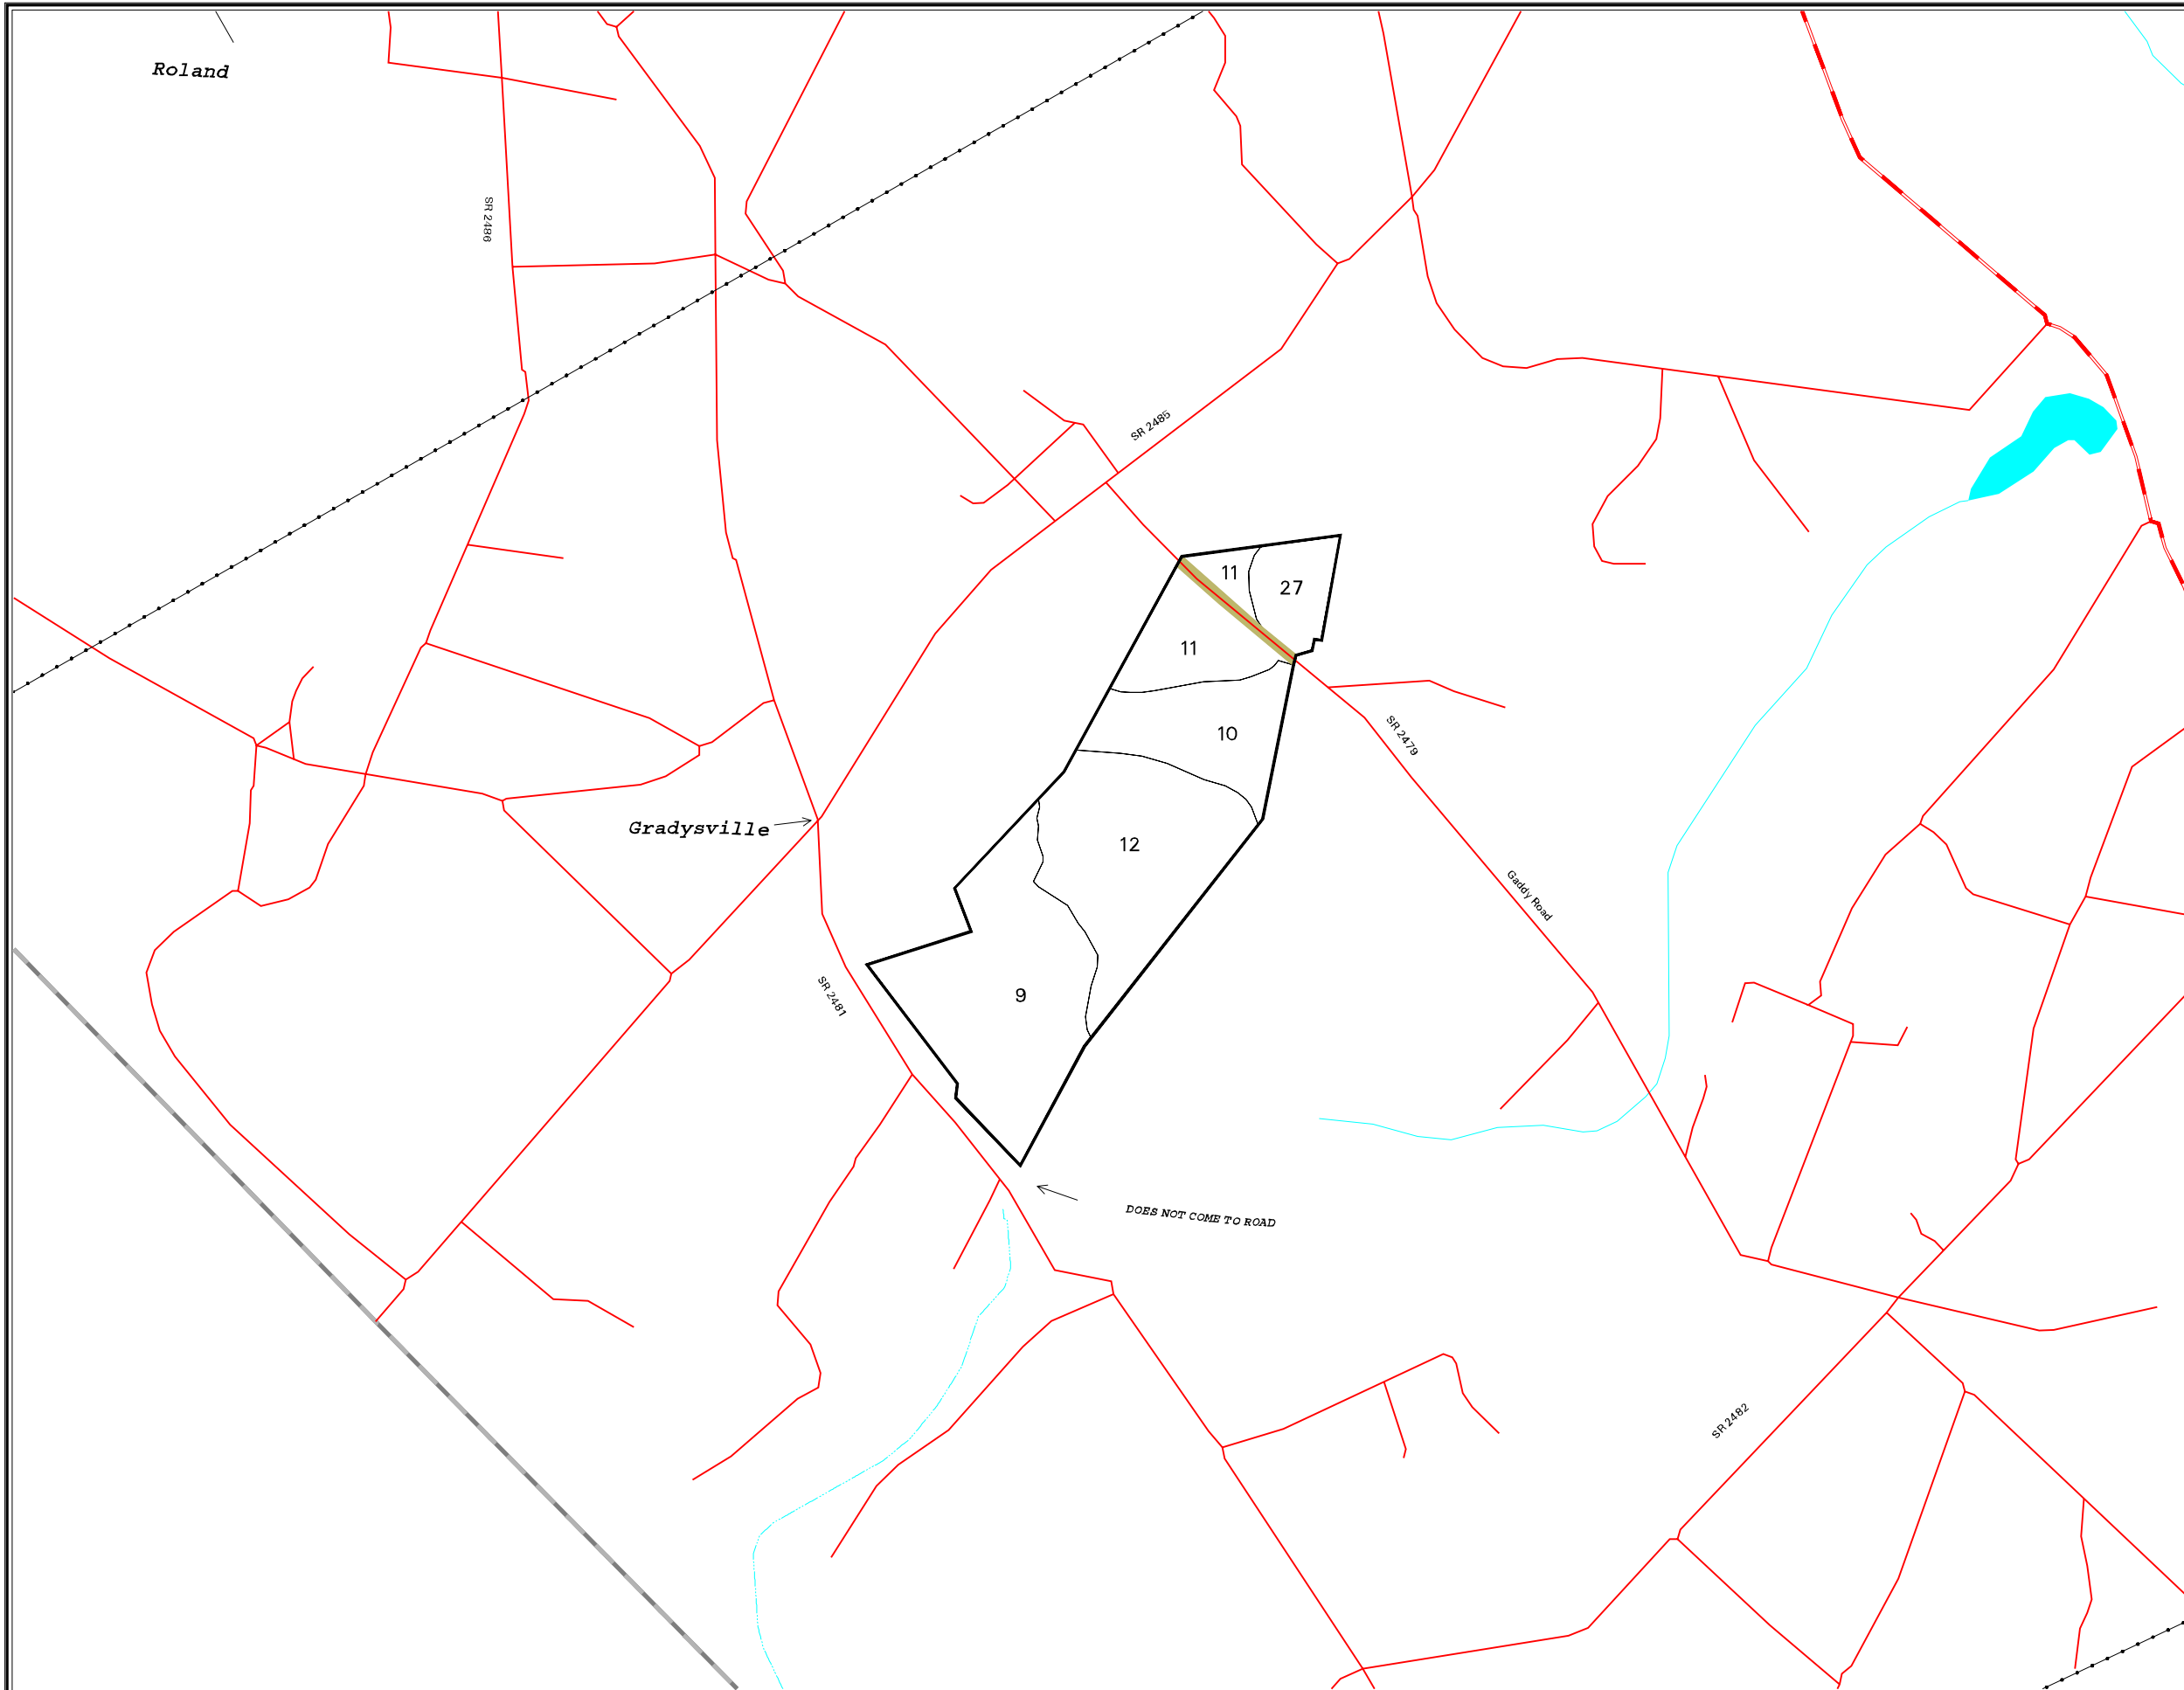 Roland
SR 2486
SR 2485
11
27
11
10
SR 2479
Gradysville
12
Gaddy Road
9
SR 2481
DOES NOT COME TO ROAD
SR 2482